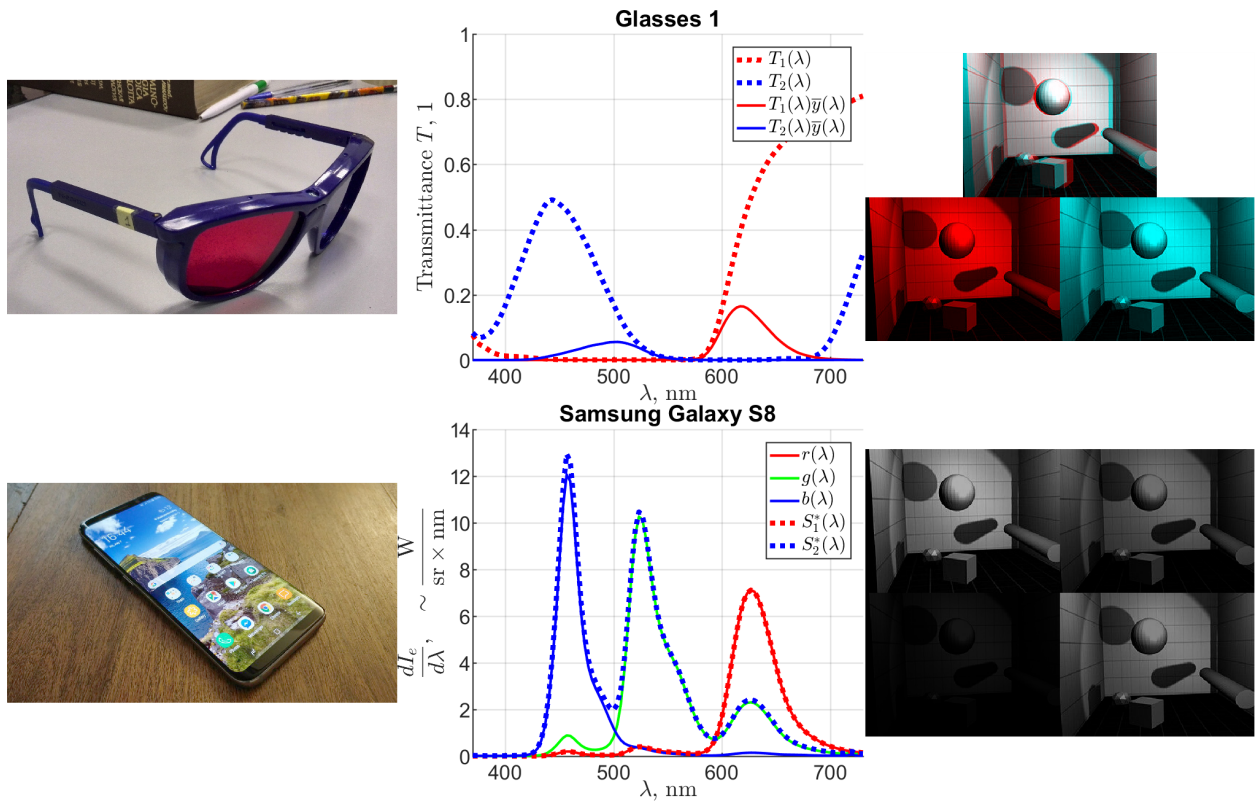 Glasses 1
1
0.8
0.6
0.4
0.2
0
Transmittance T, 1
400 500 600 700
λ, nm
T₁(λ)
T₂(λ)
T₁(λ)y̅(λ)
T₂(λ)y̅(λ)
Samsung Galaxy S8
14
12
10
8
6
4
2
0
dIₑ/dλ, ~ W/(sr × nm)
400 500 600 700
λ, nm
r(λ)
g(λ)
b(λ)
S₁*(λ)
S₂*(λ)